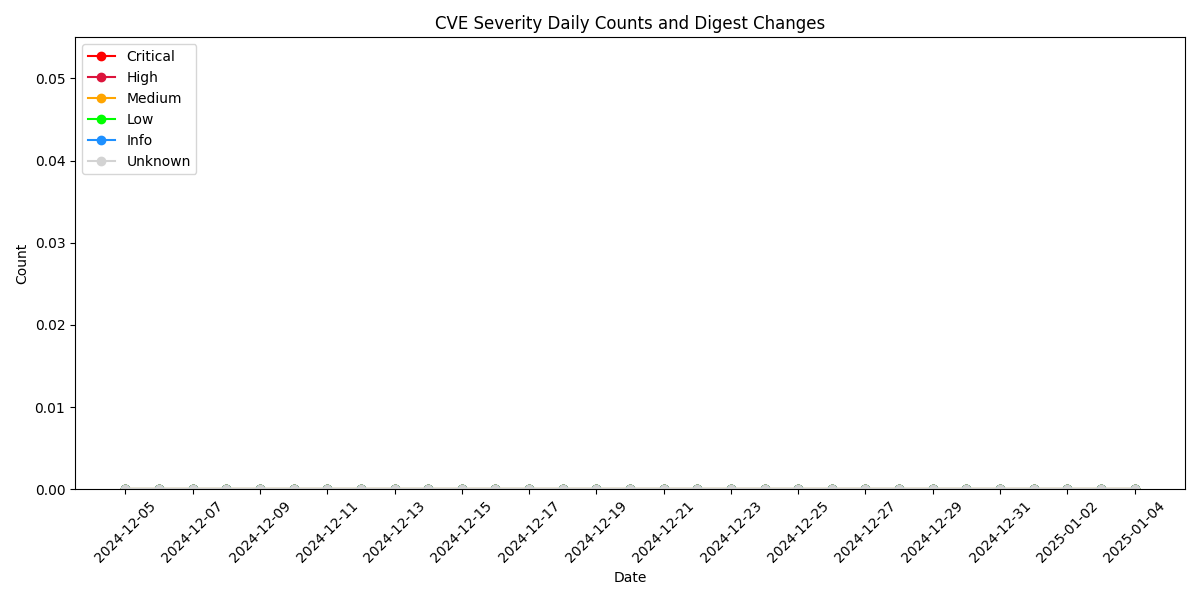 CVE Severity Daily Counts and Digest Changes
Critical
High
Medium
Low
Info
Unknown
Count
0.05
0.04
0.03
0.02
0.01
0.00
2024-12-05
2024-12-07
2024-12-09
2024-12-11
2024-12-13
2024-12-15
2024-12-17
2024-12-19
2024-12-21
2024-12-23
2024-12-25
2024-12-27
2024-12-29
2024-12-31
2025-01-02
2025-01-04
Date